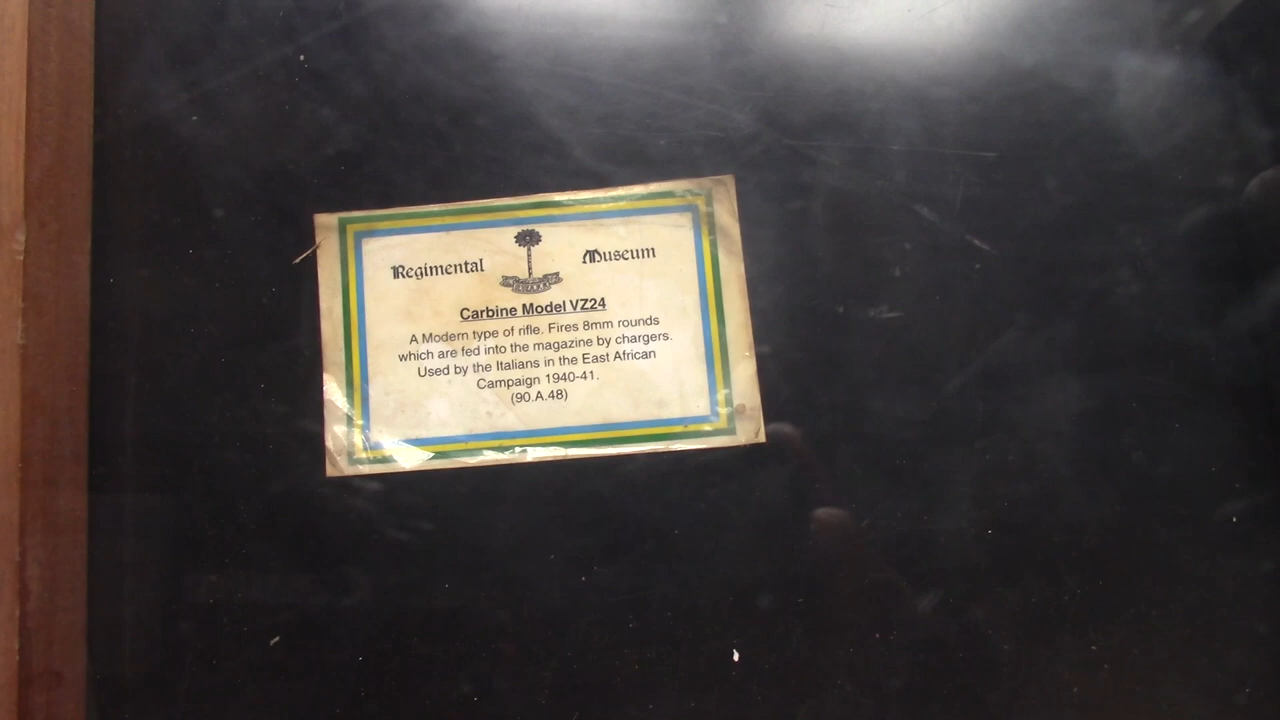 Regimental Museum
Carbine Model VZ24
A Modern type of rifle. Fires 8mm rounds
which are fed into the magazine by chargers.
Used by the Italians in the East African
Campaign 1940-41.
(90.A.48)